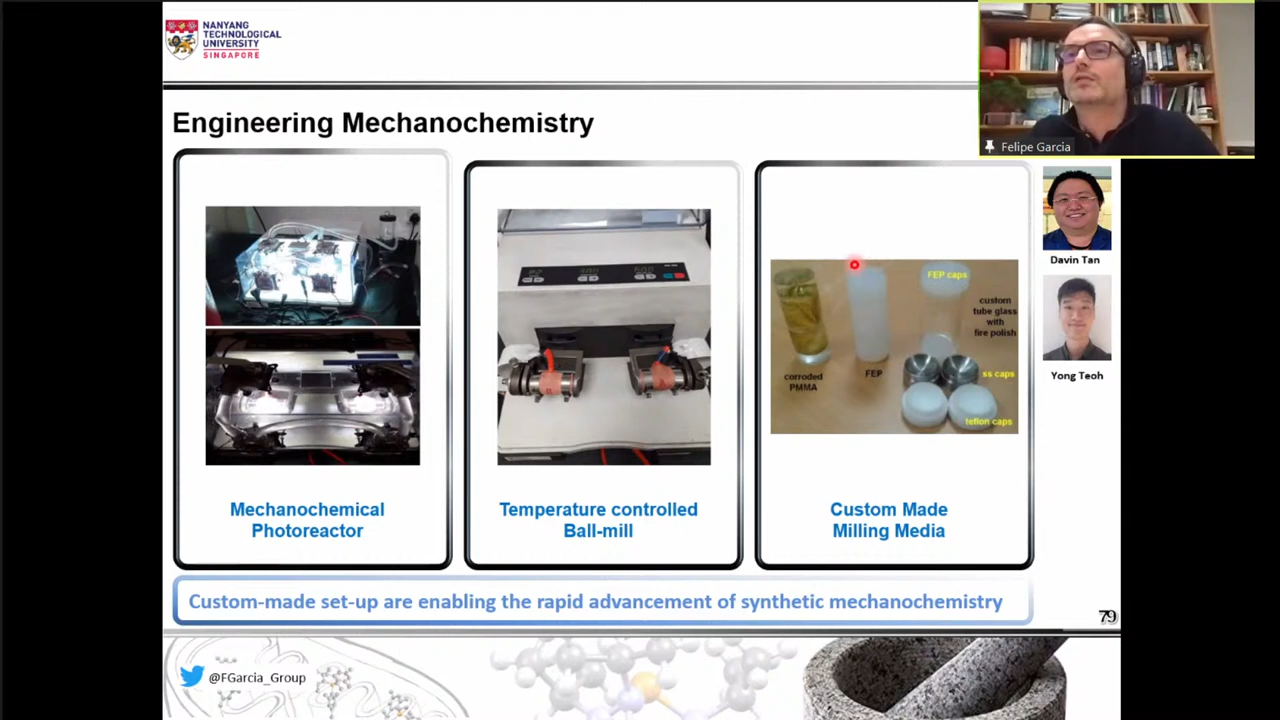 NANYANG
TECHNOLOGICAL
UNIVERSITY
SINGAPORE
Engineering Mechanochemistry
Felipe Garcia
Davin Tan
Yong Teoh
FEP caps
custom
tube glass
with
fire polish
corroded
PMMA
FEP
ss caps
teflon caps
Mechanochemical
Photoreactor
Temperature controlled
Ball-mill
Custom Made
Milling Media
Custom-made set-up are enabling the rapid advancement of synthetic mechanochemistry
79
@FGarcia_Group